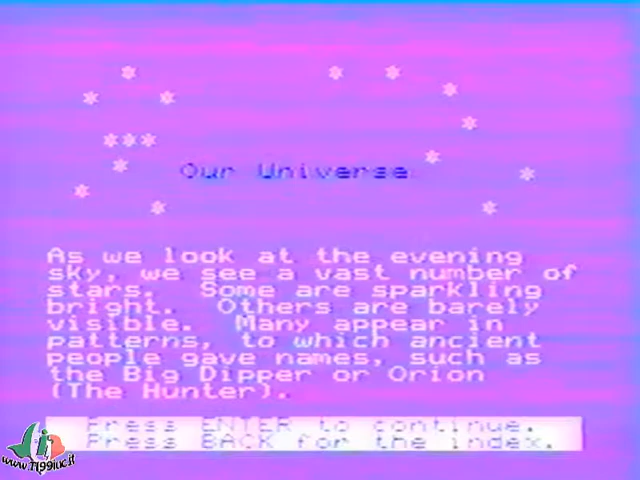 Our Universe
As we look at the evening
sky, we see a vast number of
stars. Some are sparkling
bright. Others are barely
visible. Many appear in
patterns, to which ancient
people gave names, such as
the Big Dipper or Orion
(The Hunter).
Press ENTER to continue.
Press BACK for the index.
www.TI99iuc.it